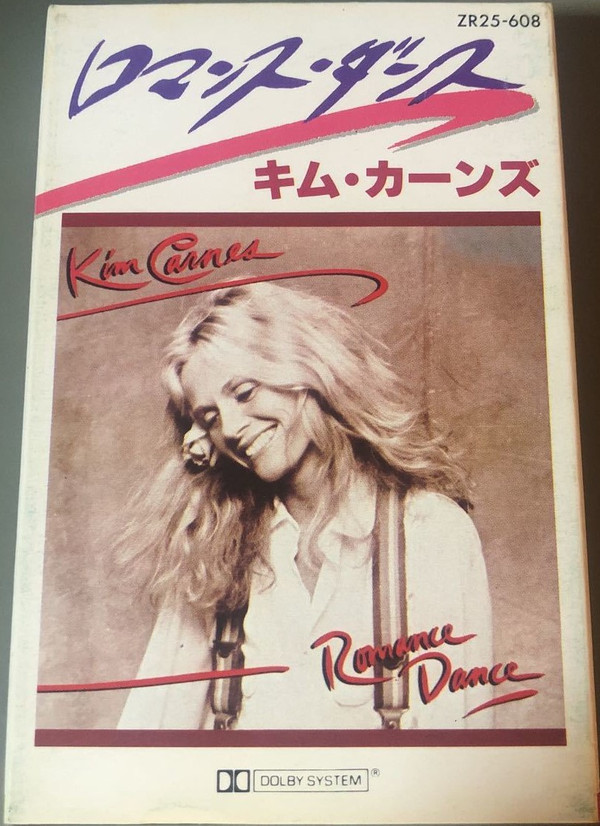 ZR25-608
ロマンス・ダンス
キム・カーンズ
Kim Carnes
Romance
Dance
DOLBY SYSTEM®